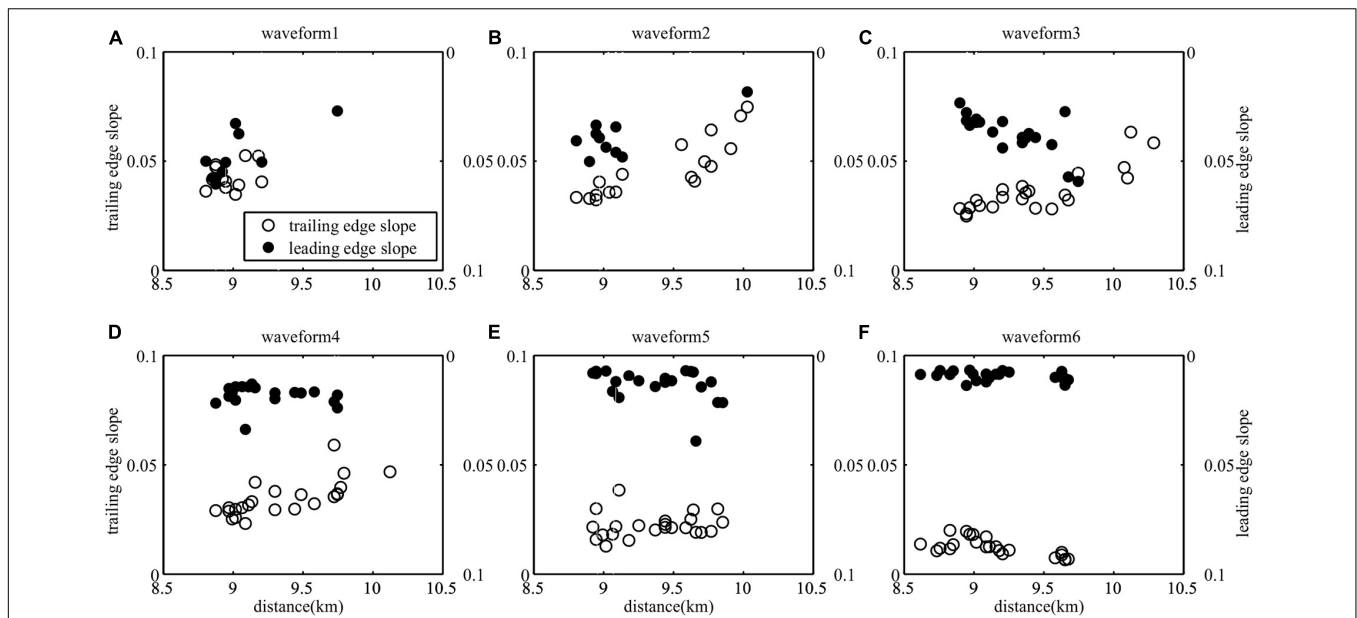 A waveform1
B waveform2
C waveform3
0.1 0 0.1 0 0.1 0
trailing edge slope
0.05 0.05 0.05 0.05 0.05
leading edge slope
trailing edge slope
leading edge slope
0 0.1 0 0.1 0 0.1
8.5 9 9.5 10 10.5 8.5 9 9.5 10 10.5 8.5 9 9.5 10 10.5
D waveform4
E waveform5
F waveform6
0.1 0 0.1 0 0.1 0
trailing edge slope
0.05 0.05 0.05 0.05 0.05 0.05
leading edge slope
0 0.1 0 0.1 0 0.1
8.5 9 9.5 10 10.5 8.5 9 9.5 10 10.5 8.5 9 9.5 10 10.5
distance(km) distance(km) distance(km)